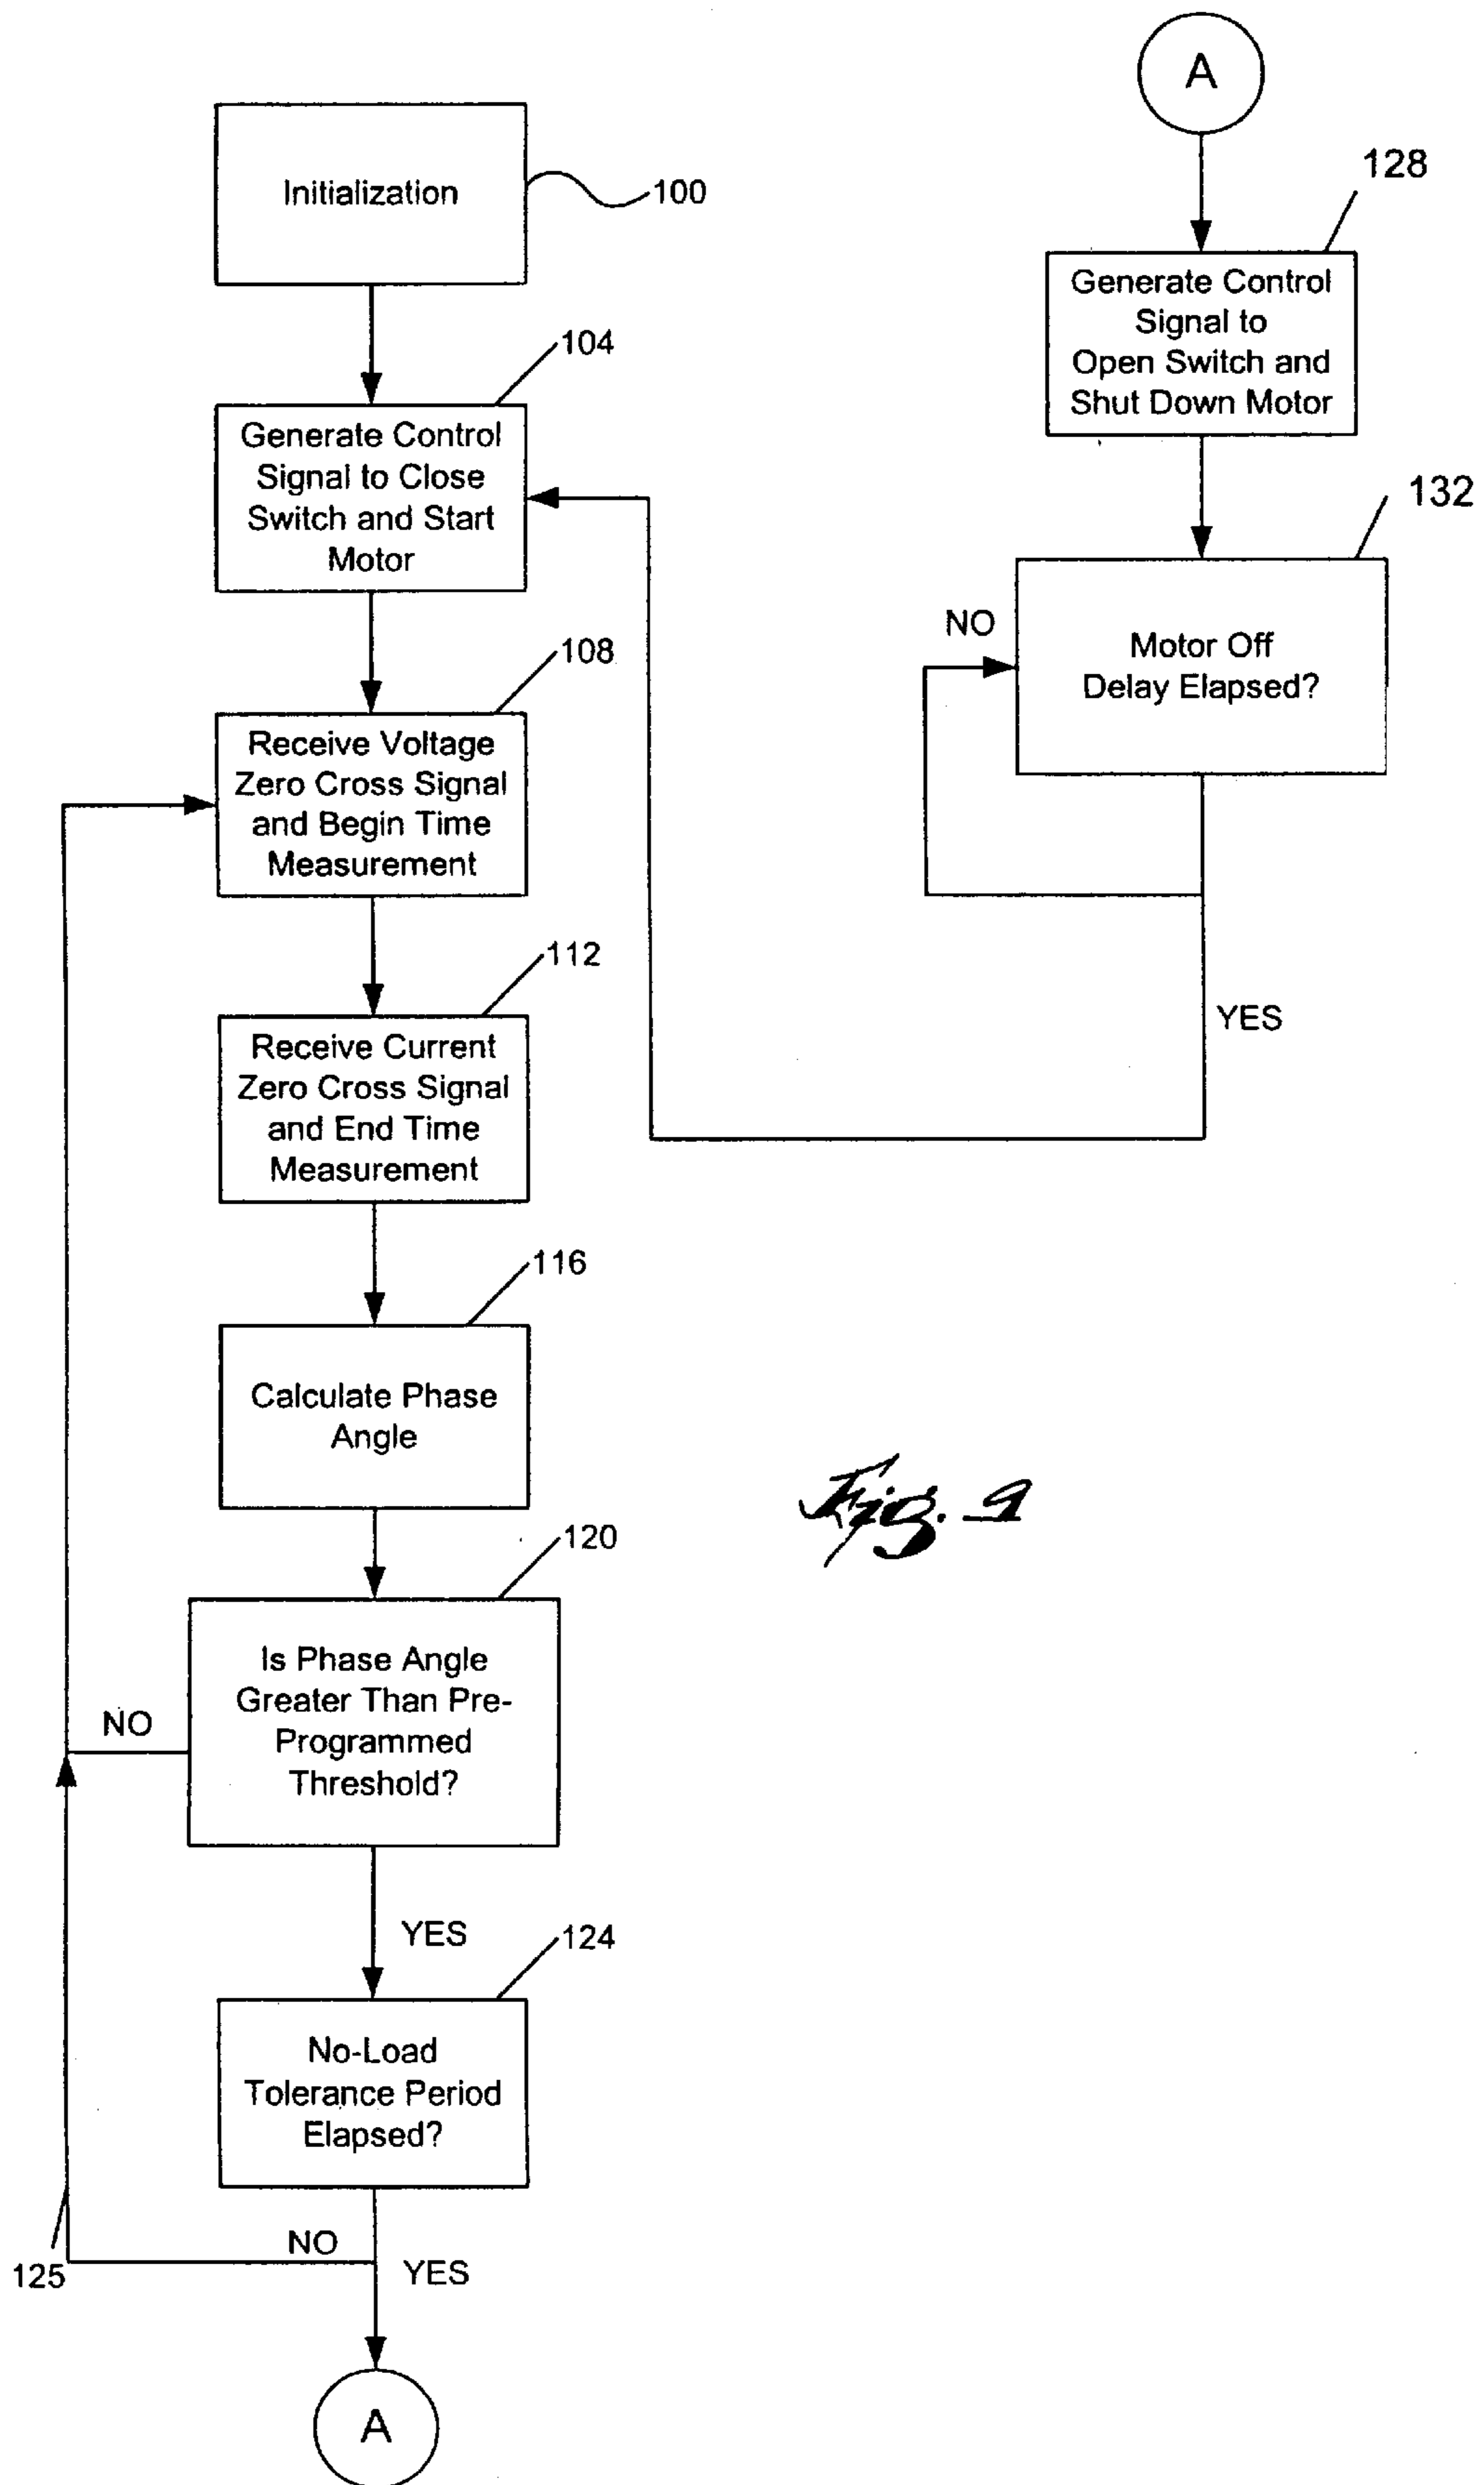 Initialization
100
104
Generate Control
Signal to Close
Switch and Start
Motor
108
Receive Voltage
Zero Cross Signal
and Begin Time
Measurement
112
Receive Current
Zero Cross Signal
and End Time
Measurement
116
Calculate Phase
Angle
120
Is Phase Angle
Greater Than Pre-
Programmed
Threshold?
NO
YES
124
No-Load
Tolerance Period
Elapsed?
NO
YES
125
A
A
128
Generate Control
Signal to
Open Switch and
Shut Down Motor
132
NO
Motor Off
Delay Elapsed?
YES
Fig. 9